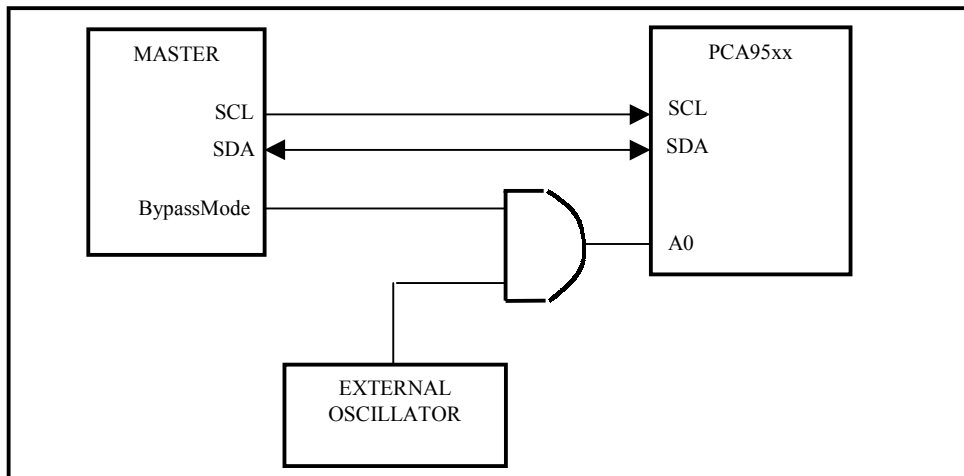 MASTER
SCL
SDA
BypassMode
PCA95xx
SCL
SDA
A0
EXTERNAL
OSCILLATOR